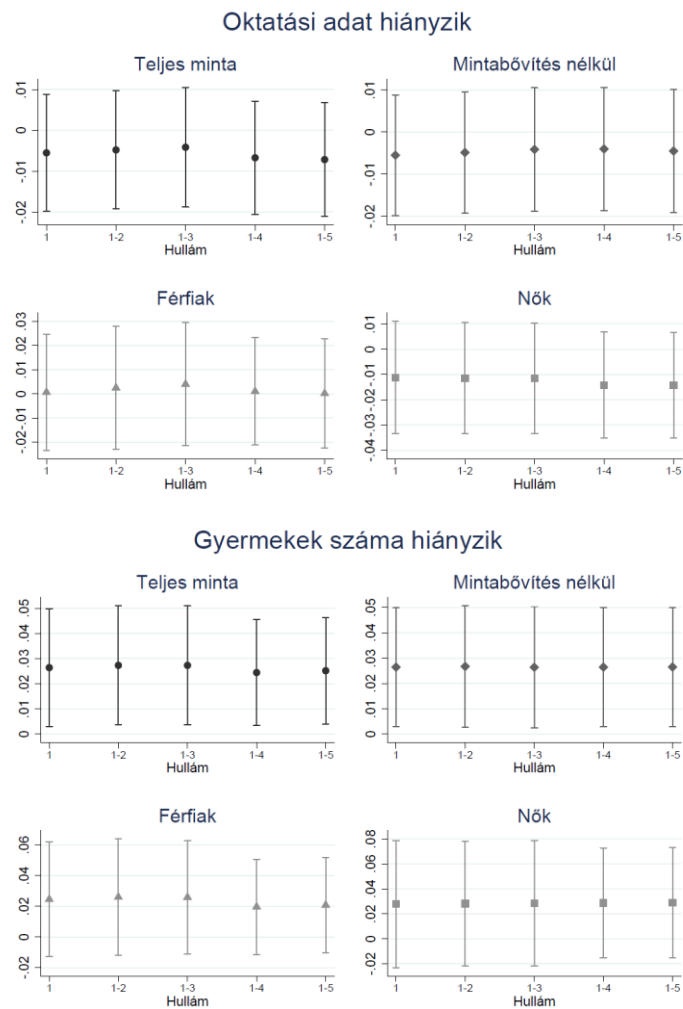 Oktatási adat hiányzik
Teljes minta
.01
0
-.01
-.02
1 1-2 1-3 1-4 1-5
Hullám
Mintabővítés nélkül
.01
0
-.01
-.02
1 1-2 1-3 1-4 1-5
Hullám
Férfiak
.03
.02
.01
0
-.01
-.02
1 1-2 1-3 1-4 1-5
Hullám
Nők
.01
0
-.01
-.02
-.03
-.04
1 1-2 1-3 1-4 1-5
Hullám
Gyermekek száma hiányzik
Teljes minta
.05
.04
.03
.02
.01
0
1 1-2 1-3 1-4 1-5
Hullám
Mintabővítés nélkül
.05
.04
.03
.02
.01
0
1 1-2 1-3 1-4 1-5
Hullám
Férfiak
.06
.04
.02
0
-.02
1 1-2 1-3 1-4 1-5
Hullám
Nők
.08
.06
.04
.02
0
-.02
1 1-2 1-3 1-4 1-5
Hullám